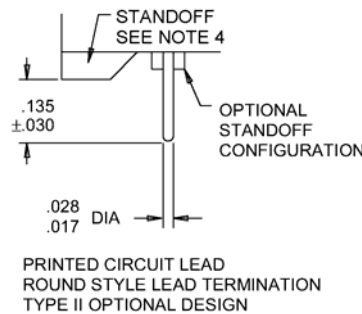 STANDOFF
SEE NOTE 4
.135
±.030
OPTIONAL
STANDOFF
CONFIGURATION
.028
.017 DIA
PRINTED CIRCUIT LEAD
ROUND STYLE LEAD TERMINATION
TYPE II OPTIONAL DESIGN